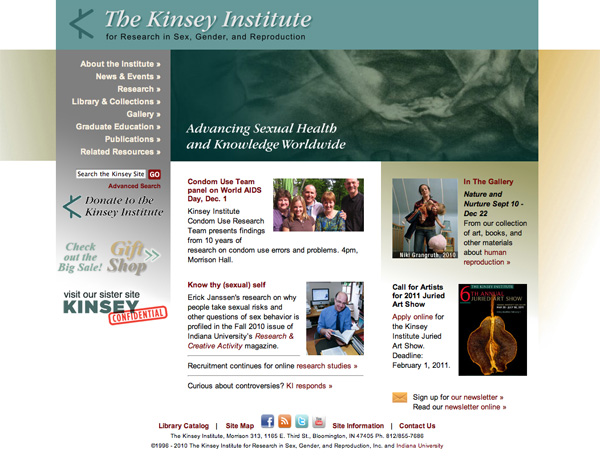 The Kinsey Institute
for Research in Sex, Gender, and Reproduction
About the Institute »
News & Events »
Research »
Library & Collections »
Gallery »
Graduate Education »
Publications »
Related Resources »
Search the Kinsey Site GO
Advanced Search
Donate to the
Kinsey Institute
Check
out the
Big Sale!
Gift
Shop
»
visit our sister site
KINSEY
CONFIDENTIAL
Advancing Sexual Health
and Knowledge Worldwide
Condom Use Team
panel on World AIDS
Day, Dec. 1
Kinsey Institute
Condom Use Research
Team presents findings
from 10 years of
research on condom use errors and problems. 4pm,
Morrison Hall.
Know thy (sexual) self
Erick Janssen's research on why
people take sexual risks and
other questions of sex behavior is
profiled in the Fall 2010 issue of
Indiana University's Research &
Creative Activity magazine.
Recruitment continues for online research studies »
Curious about controversies? KI responds »
Niki Grangruth, 2010
In The Gallery
Nature and
Nurture Sept 10 -
Dec 22
From our collection
of art, books, and
other materials
about human
reproduction »
Call for Artists
for 2011 Juried
Art Show
Apply online for
the Kinsey
Institute Juried
Art Show.
Deadline:
February 1, 2011.
THE KINSEY INSTITUTE
6TH ANNUAL
JURIED ART SHOW
Sign up for our newsletter »
Read our newsletter online »
Library Catalog | Site Map
You Tube
Site Information | Contact Us
The Kinsey Institute, Morrison 313, 1165 E. Third St., Bloomington, IN 47405 Ph. 812/855-7686
©1996 - 2010 The Kinsey Institute for Research in Sex, Gender, and Reproduction, Inc. and Indiana University